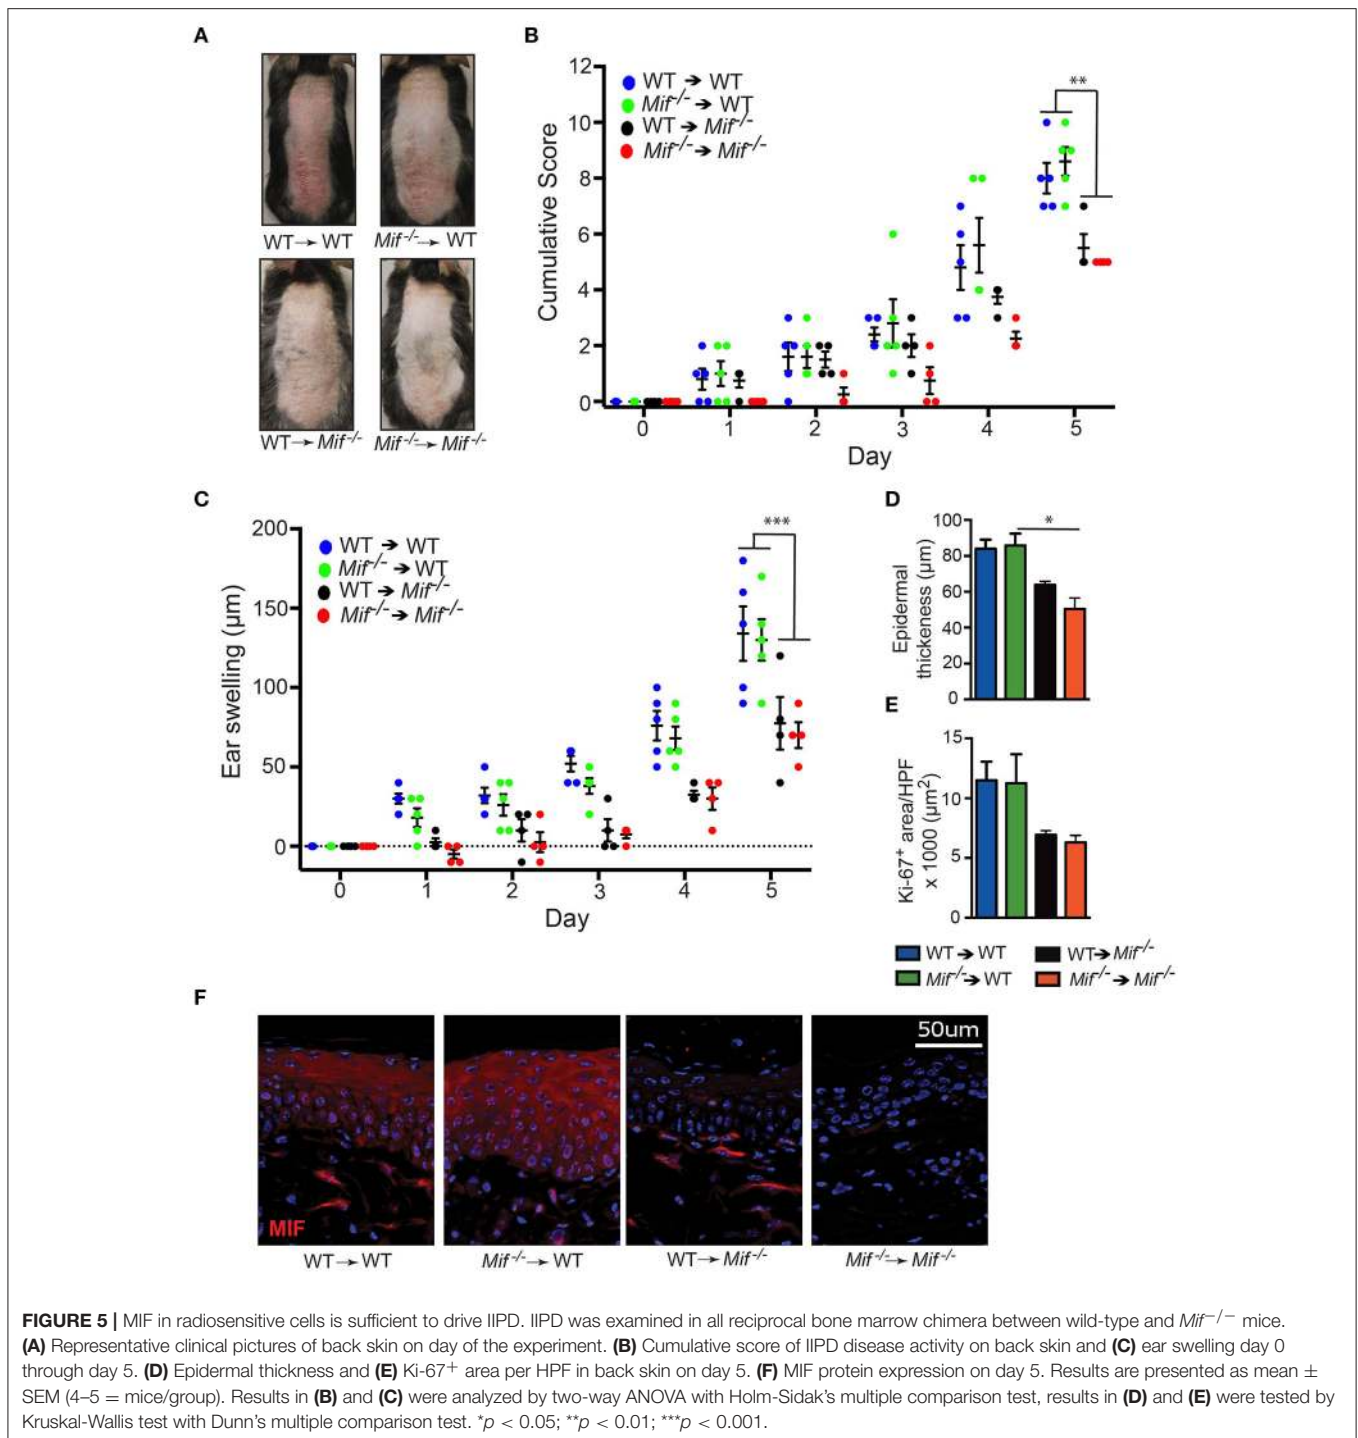 A
WT→ WT
Mif-/-→ WT
WT→ Mif-/-
Mif-/-→ Mif-/-
B
Cumulative Score
12
10
8
6
4
2
0
WT ➔ WT
Mif-/-➔ WT
WT ➔ Mif-/-
Mif-/-➔ Mif-/-
**
0 1 2 3 4 5
Day
C
Ear swelling (µm)
200
150
100
50
0
WT ➔ WT
Mif-/-➔ WT
WT ➔ Mif-/-
Mif-/-➔ Mif-/-
***
0 1 2 3 4 5
Day
D
Epidermal
thickeness (µm)
100
80
60
40
20
0
*
E
Ki-67+ area/HPF
x 1000 (µm2)
15
10
5
0
WT ➔ WT
WT➔ Mif-/-
Mif-/-➔ WT
Mif-/-➔ Mif-/-
F
50um
MIF
WT→ WT
Mif-/-→ WT
WT→ Mif-/-
Mif-/-→ Mif-/-
FIGURE 5 | MIF in radiosensitive cells is sufficient to drive IIPD. IIPD was examined in all reciprocal bone marrow chimera between wild-type and Mif−/− mice.
(A) Representative clinical pictures of back skin on day of the experiment. (B) Cumulative score of IIPD disease activity on back skin and (C) ear swelling day 0
through day 5. (D) Epidermal thickness and (E) Ki-67+ area per HPF in back skin on day 5. (F) MIF protein expression on day 5. Results are presented as mean ±
SEM (4–5 = mice/group). Results in (B) and (C) were analyzed by two-way ANOVA with Holm-Sidak's multiple comparison test, results in (D) and (E) were tested by
Kruskal-Wallis test with Dunn's multiple comparison test. *p < 0.05; **p < 0.01; ***p < 0.001.